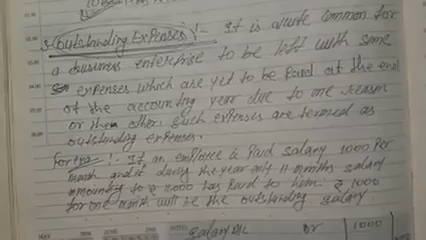 3. Outstanding Expenses :- It is quite common for
a business enterprise to be left with some
expenses which are yet to be Paid at the end
of the accounting year due to one reason
or the other. Such expenses are termed as
outstanding expenses.
For eg :- If an employee is Paid salary 1000 Per
month and if during the year only 11 months salary
amounting to ₹ 11000 has Paid to him. ₹ 1000
for one month will be the outstanding salary
Salary A/c Dr 1000